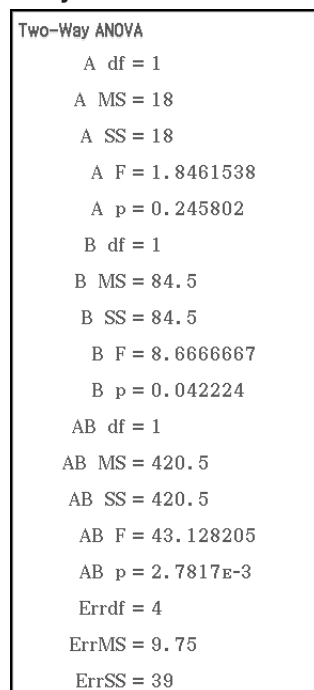 Two-Way ANOVA
A df = 1
A MS = 18
A SS = 18
A F = 1.8461538
A p = 0.245802
B df = 1
B MS = 84.5
B SS = 84.5
B F = 8.6666667
B p = 0.042224
AB df = 1
AB MS = 420.5
AB SS = 420.5
AB F = 43.128205
AB p = 2.7817ᴇ-3
Errdf = 4
ErrMS = 9.75
ErrSS = 39